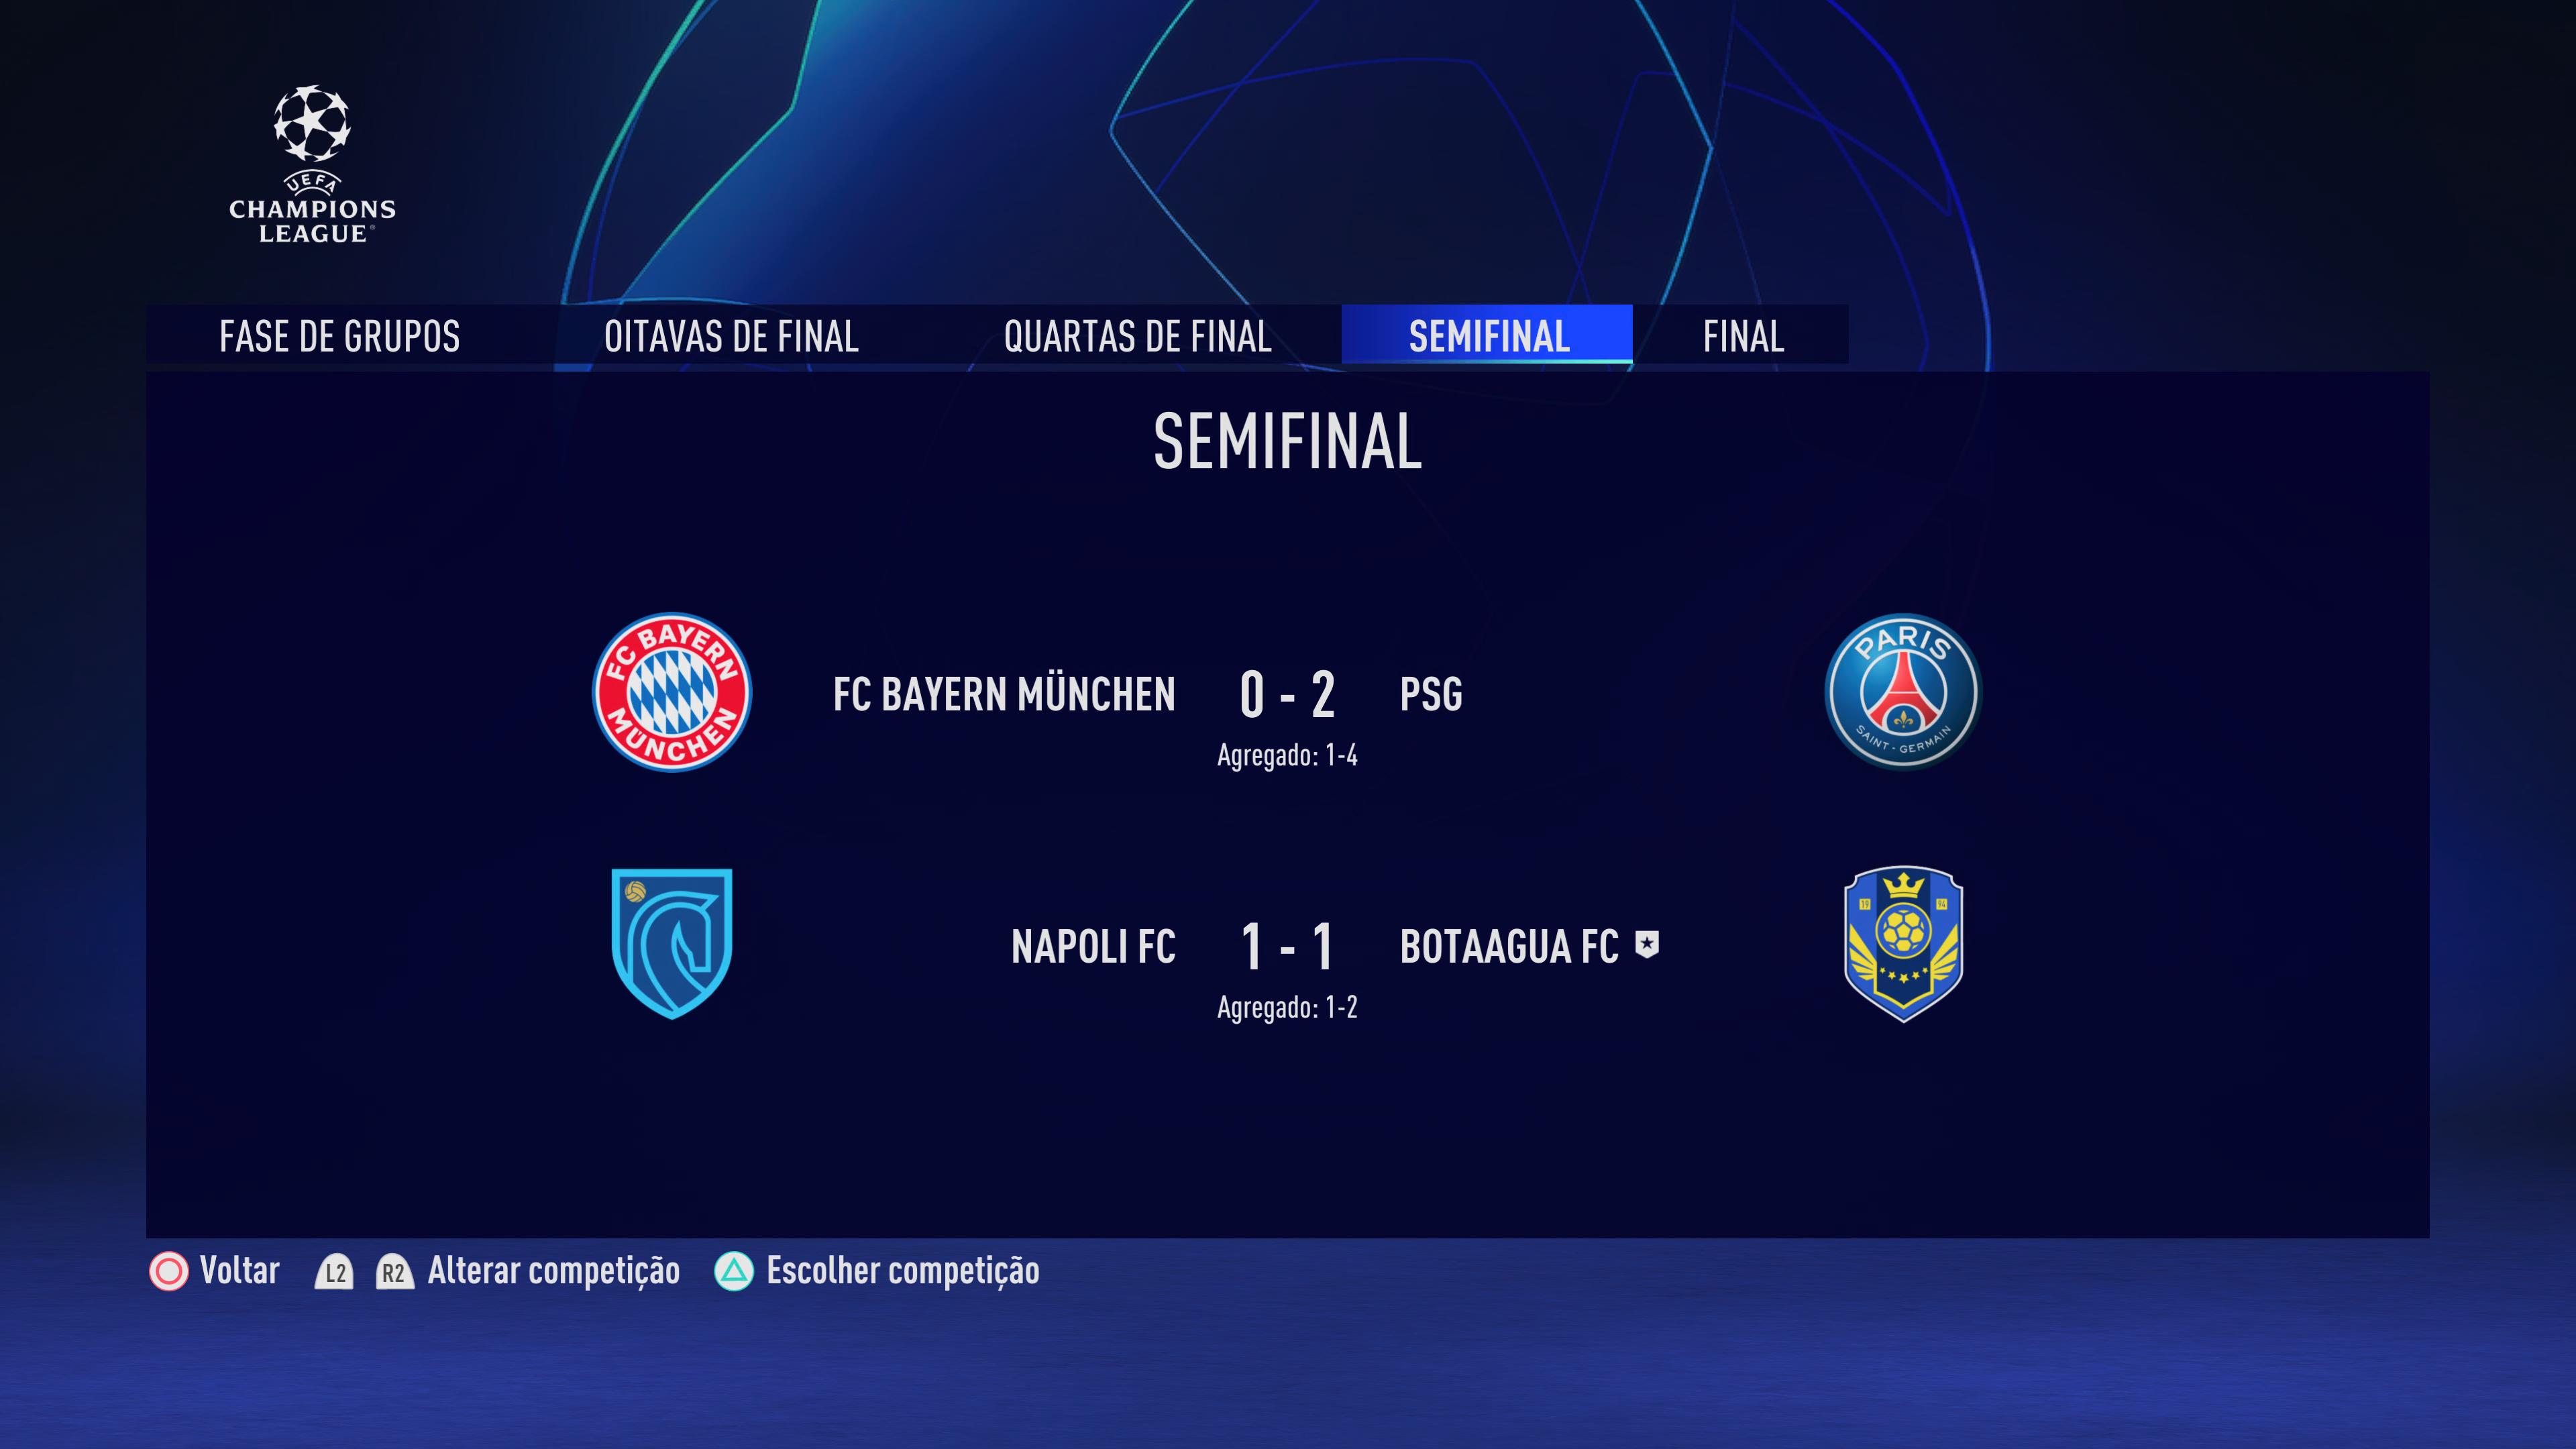 UEFA
CHAMPIONS
LEAGUE
FASE DE GRUPOS
OITAVAS DE FINAL
QUARTAS DE FINAL
SEMIFINAL
FINAL
SEMIFINAL
FC BAYERN
MÜNCHEN
FC BAYERN MÜNCHEN
0 - 2
PSG
PARIS
SAINT - GERMAIN
Agregado: 1-4
NAPOLI FC
1 - 1
BOTAAGUA FC
19
94
Agregado: 1-2
Voltar
L2
R2
Alterar competição
Escolher competição